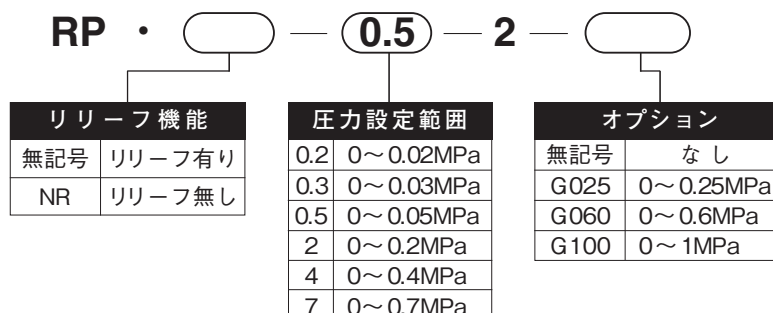 RP・ — 0.5 — 2 —
リリーフ機能
無記号 リリーフ有り
NR リリーフ無し
圧力設定範囲
0.2 0〜0.02MPa
0.3 0〜0.03MPa
0.5 0〜0.05MPa
2 0〜0.2MPa
4 0〜0.4MPa
7 0〜0.7MPa
オプション
無記号 なし
G025 0〜0.25MPa
G060 0〜0.6MPa
G100 0〜1MPa